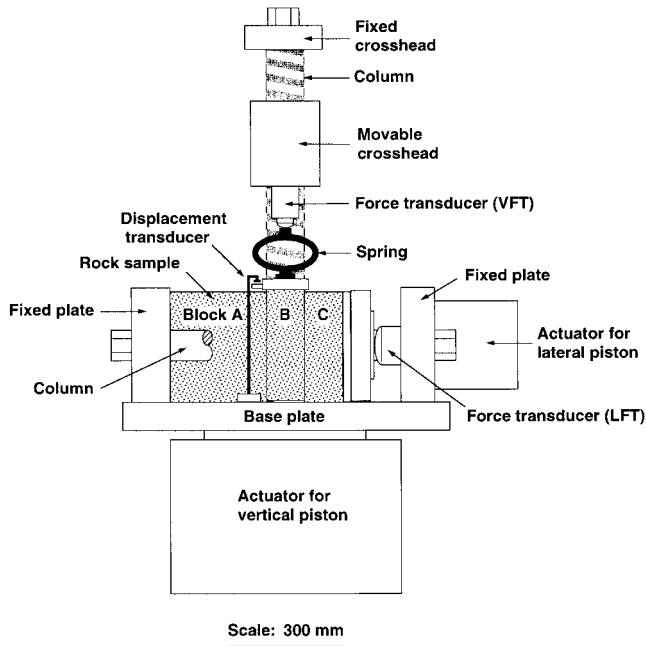 Fixed
crosshead
Column
Movable
crosshead
Force transducer (VFT)
Displacement
transducer
Spring
Rock sample
Fixed plate
Fixed plate
Block A
B
C
Actuator for
lateral piston
Column
Base plate
Force transducer (LFT)
Actuator for
vertical piston
Scale: 300 mm